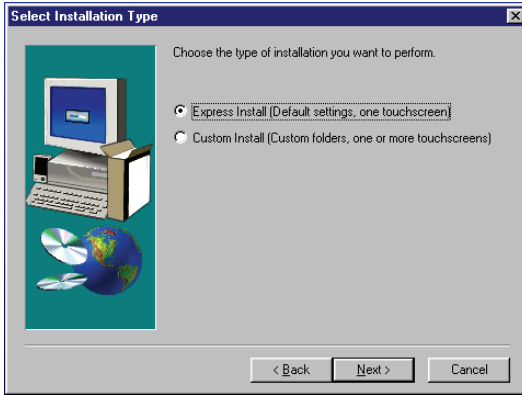 Select Installation Type
Choose the type of installation you want to perform.
Express Install (Default settings, one touchscreen)
Custom Install (Custom folders, one or more touchscreens)
< Back Next > Cancel